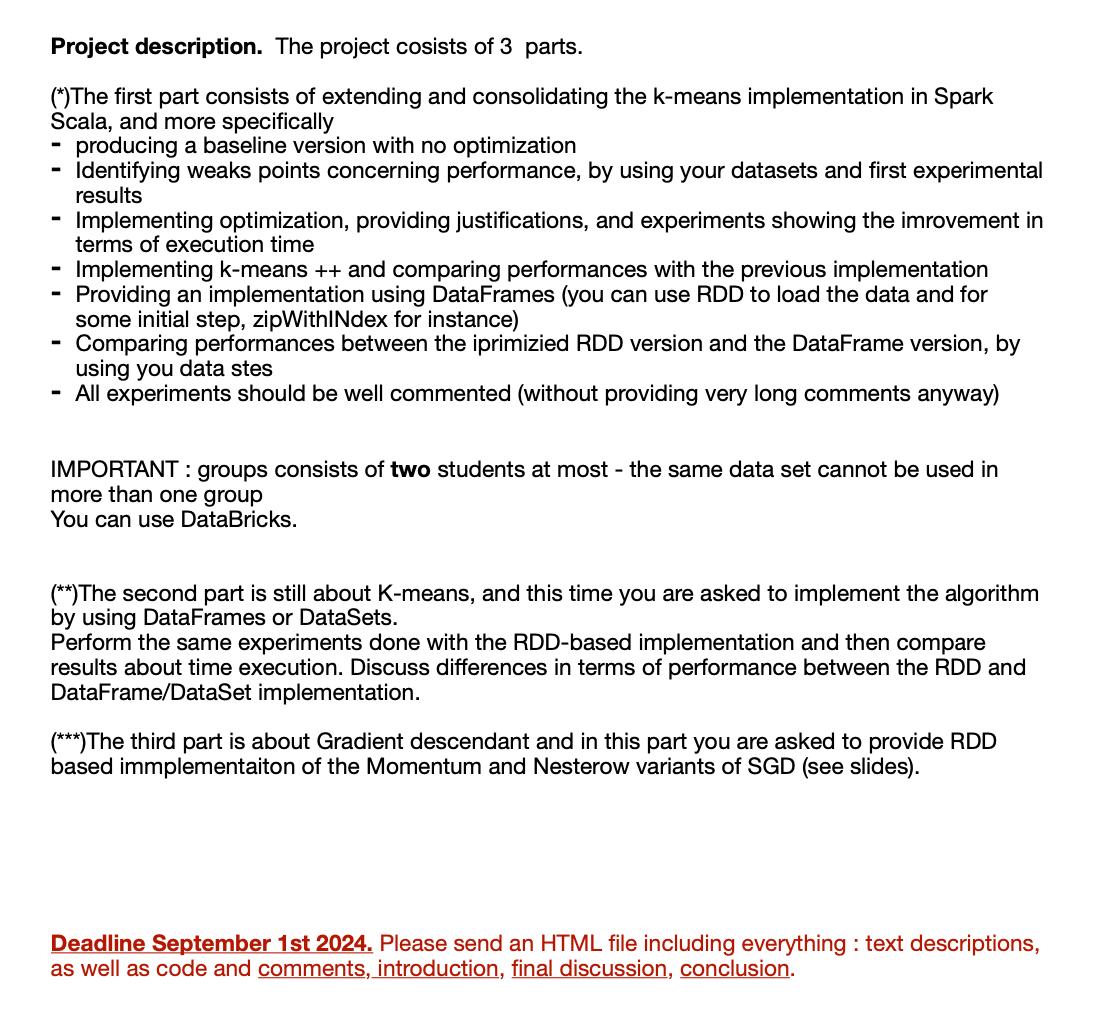 Project description. The project cosists of 3 parts.
(*)The first part consists of extending and consolidating the k-means implementation in Spark
Scala, and more specifically
- producing a baseline version with no optimization
- Identifying weaks points concerning performance, by using your datasets and first experimental
results
- Implementing optimization, providing justifications, and experiments showing the imrovement in
terms of execution time
- Implementing k-means ++ and comparing performances with the previous implementation
- Providing an implementation using DataFrames (you can use RDD to load the data and for
some initial step, zipWithINdex for instance)
- Comparing performances between the iprimizied RDD version and the DataFrame version, by
using you data stes
- All experiments should be well commented (without providing very long comments anyway)
IMPORTANT : groups consists of two students at most - the same data set cannot be used in
more than one group
You can use DataBricks.
(**)The second part is still about K-means, and this time you are asked to implement the algorithm
by using DataFrames or DataSets.
Perform the same experiments done with the RDD-based implementation and then compare
results about time execution. Discuss differences in terms of performance between the RDD and
DataFrame/DataSet implementation.
(***)The third part is about Gradient descendant and in this part you are asked to provide RDD
based immplementaiton of the Momentum and Nesterow variants of SGD (see slides).
Deadline September 1st 2024. Please send an HTML file including everything : text descriptions,
as well as code and comments, introduction, final discussion, conclusion.